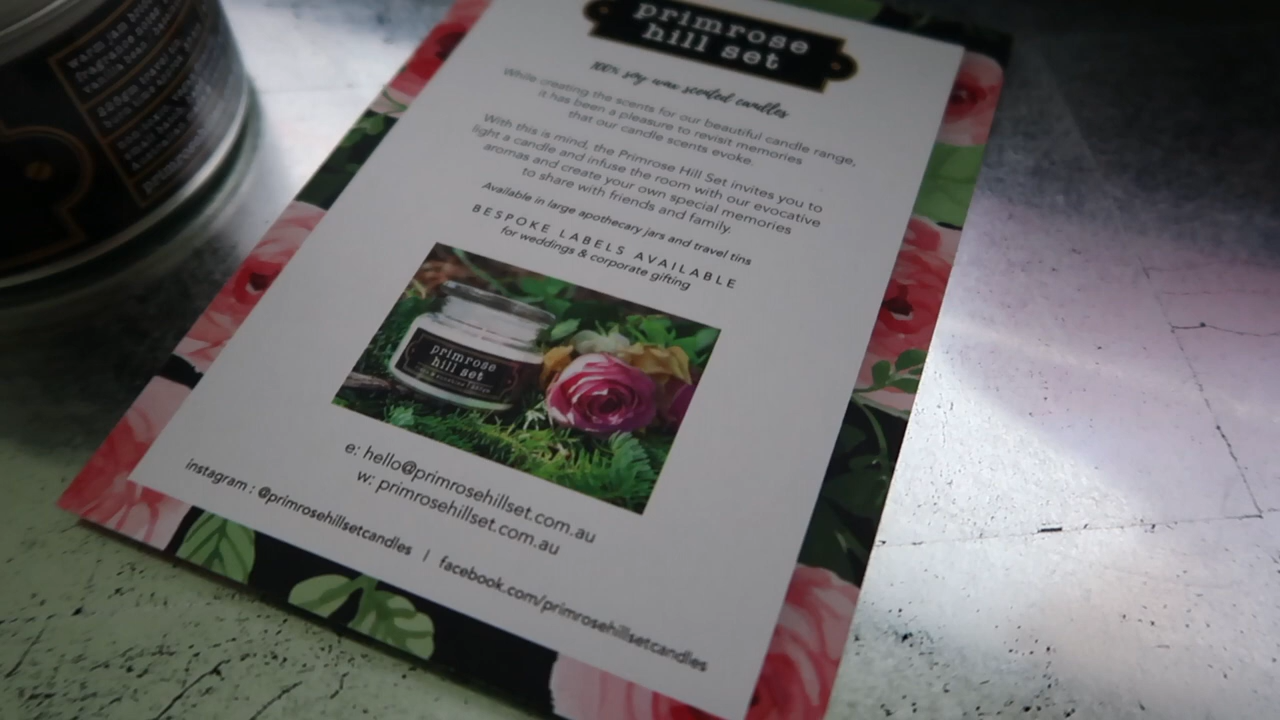 primrose
hill set
100% soy wax scented candles
While creating the scents for our beautiful candle range,
it has been a pleasure to revisit memories
that our candle scents evoke.
With this is mind, the Primrose Hill Set invites you to
light a candle and infuse the room with our evocative
aromas and create your own special memories
to share with friends and family.
Available in large apothecary jars and travel tins
BESPOKE LABELS AVAILABLE
for weddings & corporate gifting
primrose
hill set
e: hello@primrosehillset.com.au
w: primrosehillset.com.au
instagram : @primrosehillsetcandles | facebook.com/primrosehillsetcandles